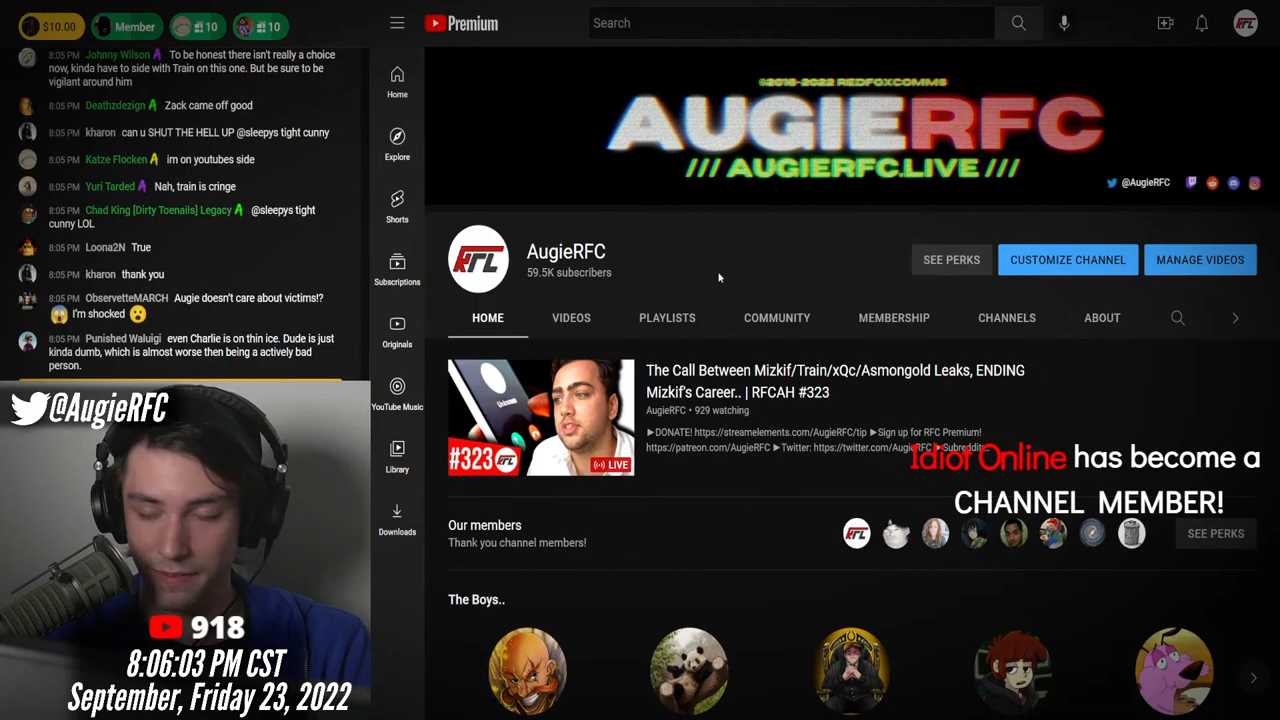 $10.00
Member
10
10
8:05 PM Johnny Wilson To be honest there isn't really a choice
now, kinda have to side with Train on this one. But be sure to be
vigilant around him
8:05 PM Deathzdezign Zack came off good
8:05 PM kharon can u SHUT THE HELL UP @sleepys tight cunny
8:05 PM Katze Flocken im on youtubes side
8:05 PM Yuri Tarded Nah, train is cringe
8:05 PM Chad King [Dirty Toenails] Legacy @sleepys tight
cunny LOL
8:05 PM Loona2N True
8:05 PM kharon thank you
8:05 PM ObservetteMARCH Augie doesn't care about victims!?
I'm shocked
8:05 PM Punished Waluigi even Charlie is on thin ice. Dude is just
kinda dumb, which is almost worse then being a actively bad
person.
@AugieRFC
918
8:06:03 PM CST
September, Friday 23, 2022
Premium
Search
Home
Explore
Shorts
Subscriptions
Originals
YouTube Music
Library
Downloads
©2016-2022 REDFOXCOMMS
AUGIERFC
/// AUGIERFC.LIVE ///
@AugieRFC
AugieRFC
59.5K subscribers
SEE PERKS
CUSTOMIZE CHANNEL
MANAGE VIDEOS
HOME
VIDEOS
PLAYLISTS
COMMUNITY
MEMBERSHIP
CHANNELS
ABOUT
Unknown
#323
LIVE
The Call Between Mizkif/Train/xQc/Asmongold Leaks, ENDING
Mizkif's Career.. | RFCAH #323
AugieRFC • 929 watching
►DONATE! https://streamelements.com/AugieRFC/tip ►Sign up for RFC Premium!
https://patreon.com/AugieRFC ►Twitter: https://twitter.com/AugieRFC ►Subreddit:..
Idiot Online has become a
CHANNEL MEMBER!
Our members
Thank you channel members!
SEE PERKS
The Boys..